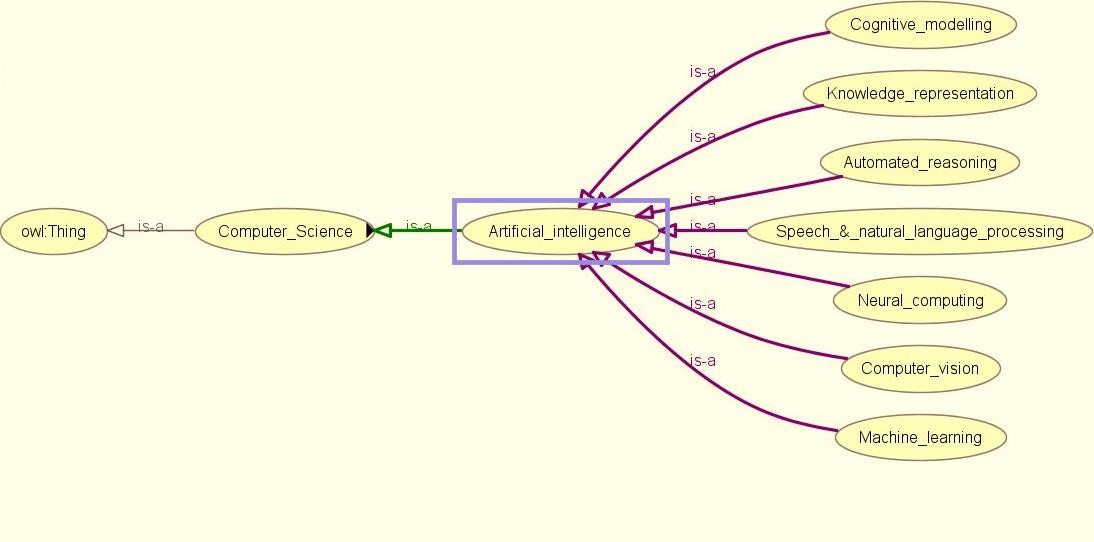 Cognitive_modelling
is-a
Knowledge_representation
is-a
Automated_reasoning
is-a
owl:Thing
is-a
Computer_Science
is-a
Artificial_intelligence
is-a
Speech_&_natural_language_processing
is-a
Neural_computing
is-a
Computer_vision
is-a
Machine_learning